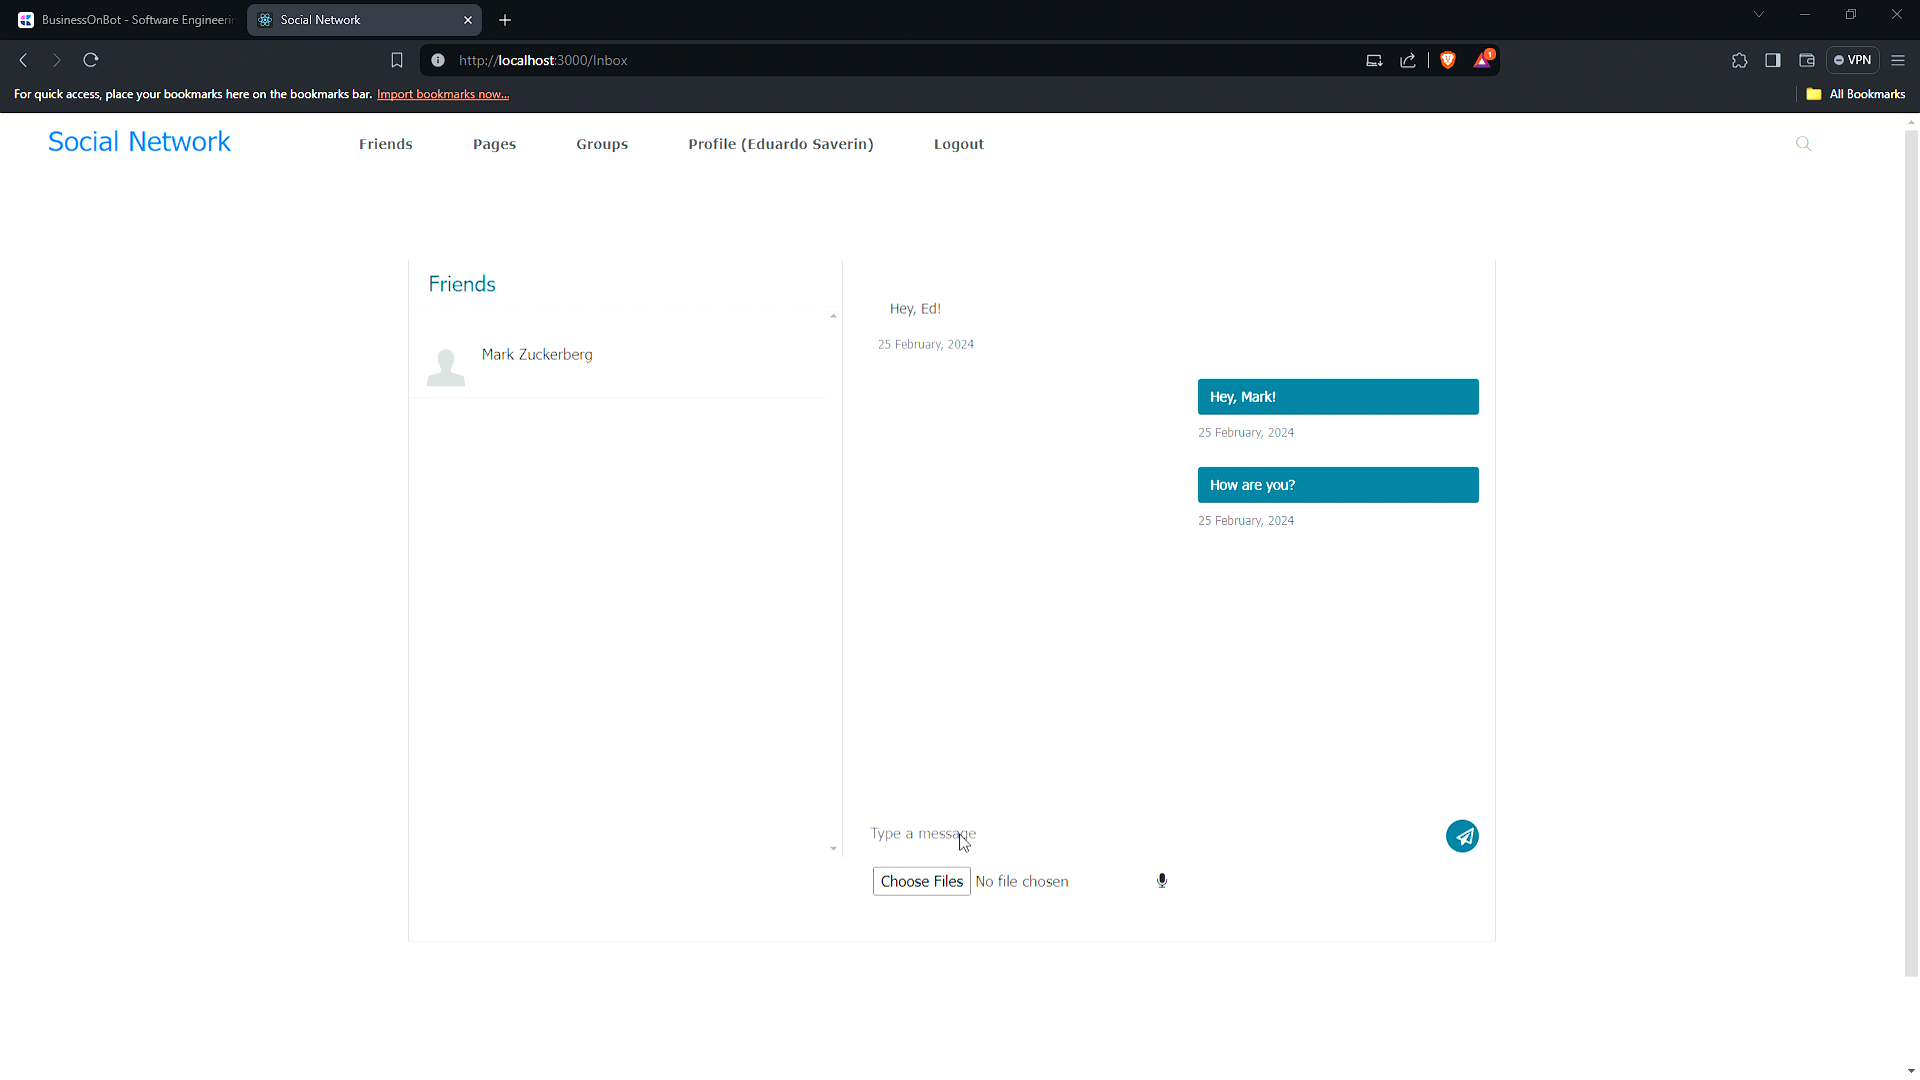 BusinessOnBot - Software Engineerin
Social Network
http://localhost:3000/Inbox
1
VPN
For quick access, place your bookmarks here on the bookmarks bar. Import bookmarks now...
All Bookmarks
Social Network
Friends
Pages
Groups
Profile (Eduardo Saverin)
Logout
Friends
Mark Zuckerberg
Hey, Ed!
25 February, 2024
Hey, Mark!
25 February, 2024
How are you?
25 February, 2024
Type a message
Choose Files No file chosen